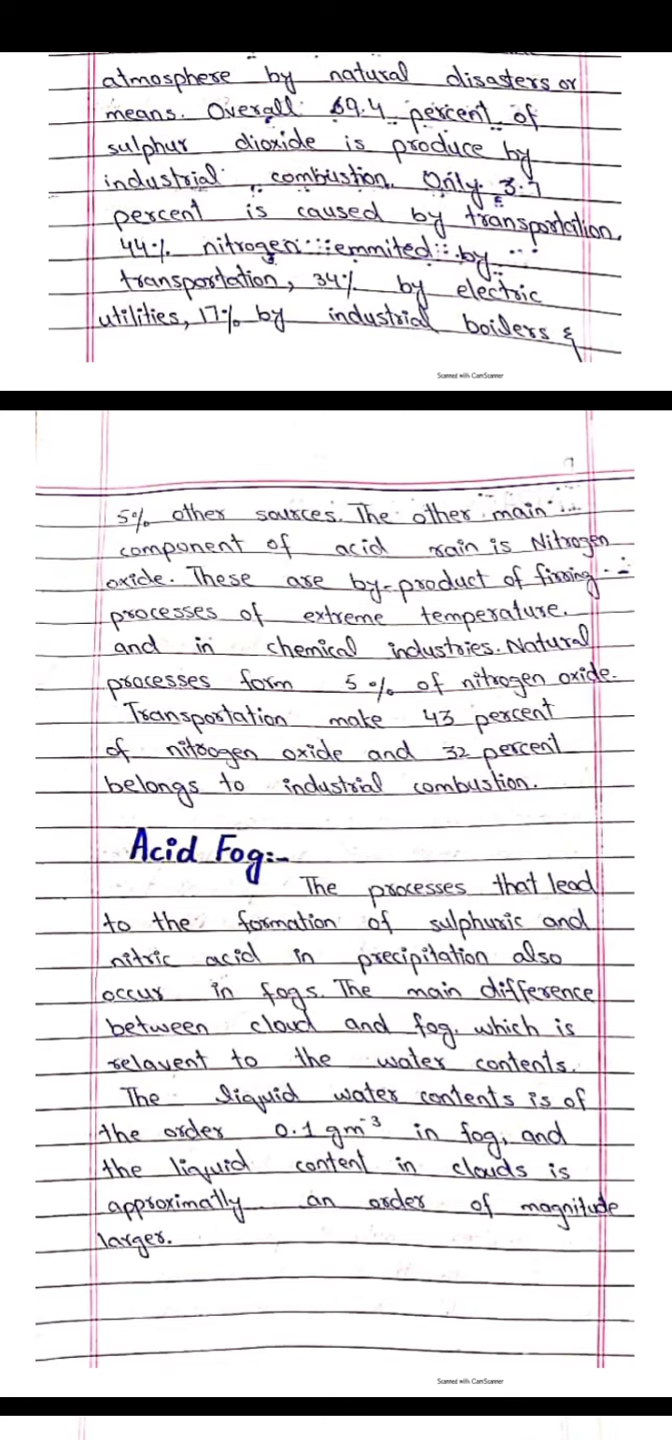 atmosphere by natural disasters or
means. Overall 69.4 percent of
sulphur dioxide is produce by
industrial combustion. Only 3.7
percent is caused by transportation.
44% nitrogen emmited by
transportation, 34% by electric
utilities, 17% by industrial boilers &
Scanned with CamScanner
5% other sources. The other main
component of acid rain is Nitrogen
oxide. These are by-product of firing
processes of extreme temperature.
and in chemical industries. Natural
processes form 5% of nitrogen oxide.
Transportation make 43 percent
of nitrogen oxide and 32 percent
belongs to industrial combustion.
Acid Fog:-
The processes that lead
to the formation of sulphuric and
nitric acid in precipitation also
occur in fogs. The main difference
between cloud and fog. which is
relavent to the water contents.
The liquid water contents is of
the order 0.1 gm⁻³ in fog, and
the liquid content in clouds is
approximally an order of magnitude
larger.
Scanned with CamScanner